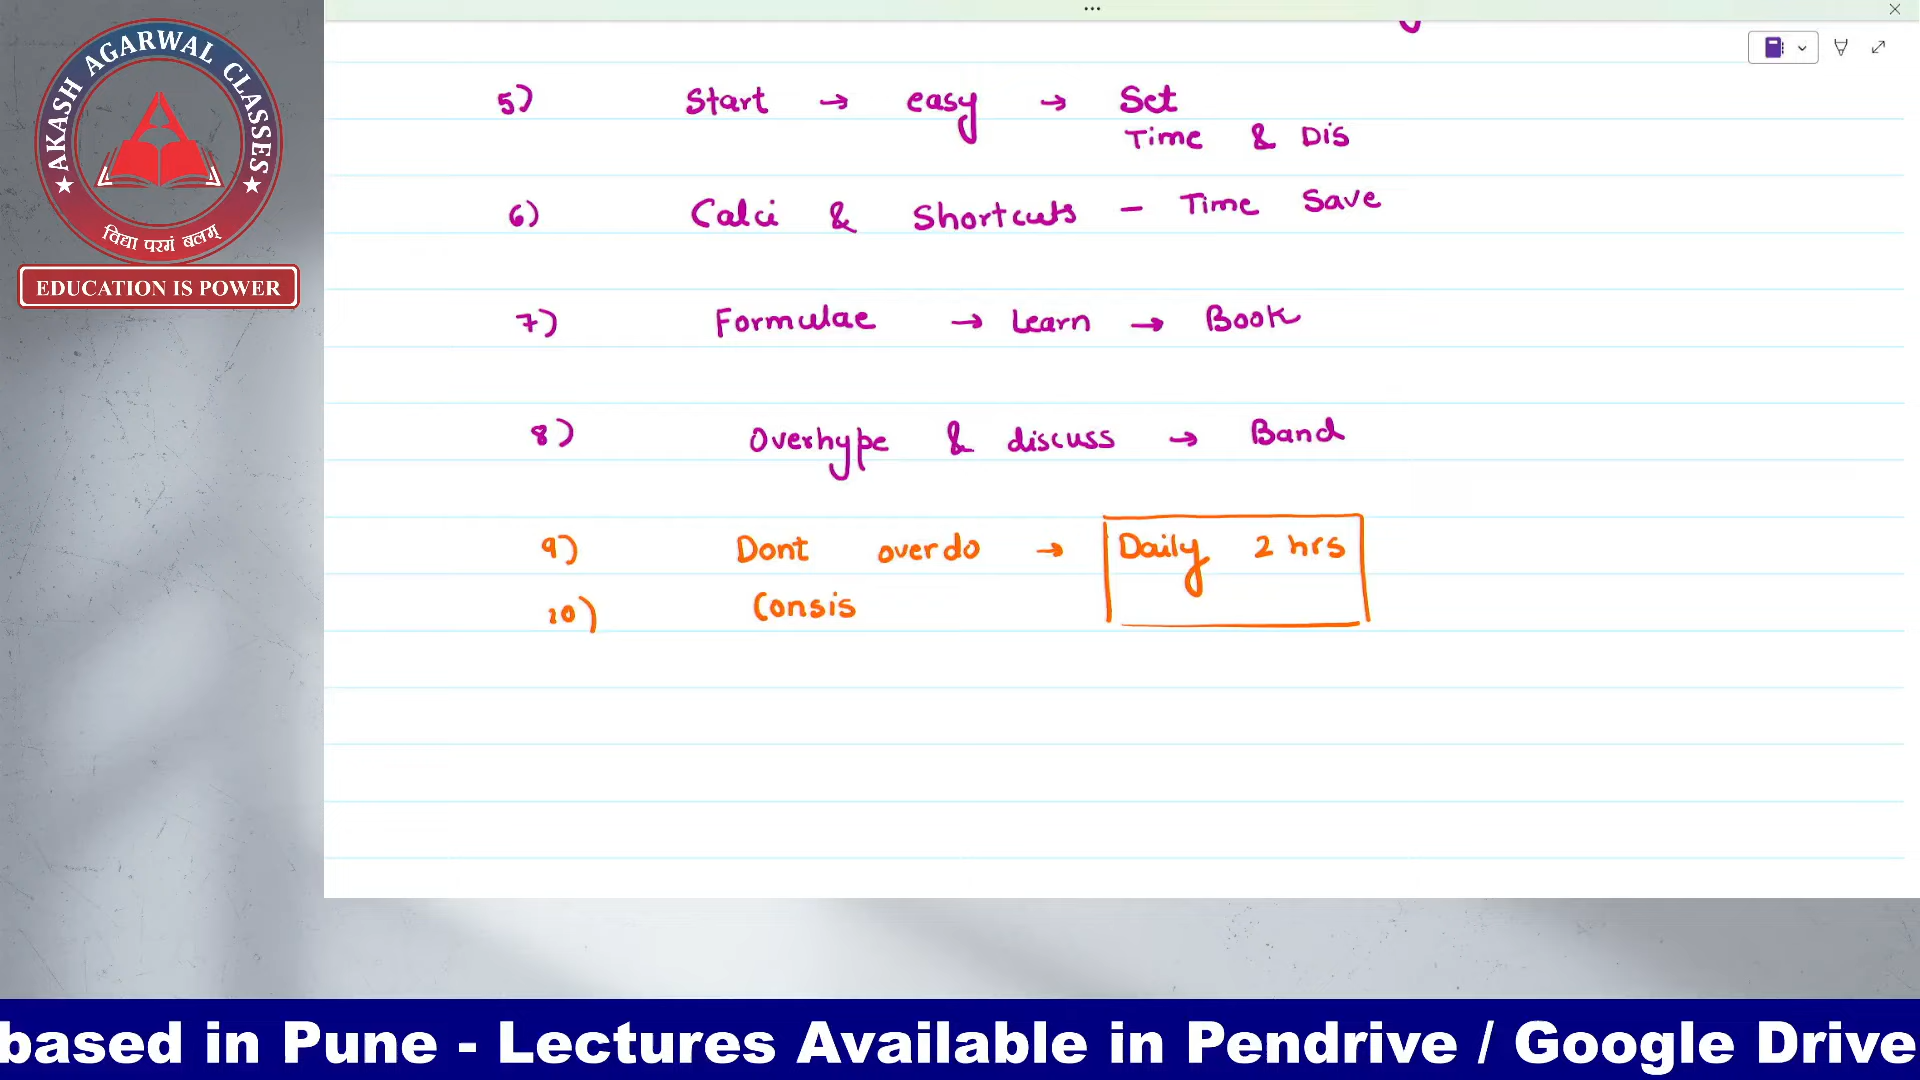 AKASH AGARWAL CLASSES
विद्या परमं बलम्
EDUCATION IS POWER
5) Start → easy → Set
Time & Dis
6) Calci & Shortcuts - Time Save
7) Formulae → Learn → Book
8) Overhype & discuss → Band
9) Dont overdo → Daily 2 hrs
10) Consis
based in Pune - Lectures Available in Pendrive / Google Drive